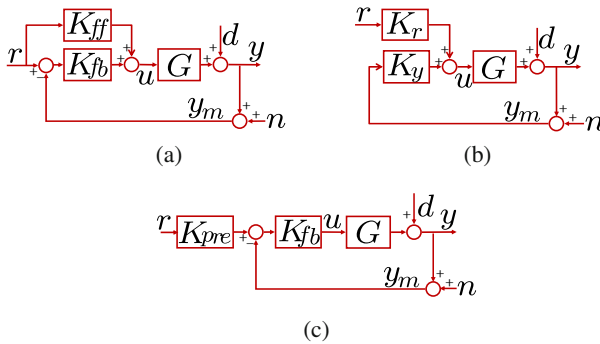 K_ff
r + − K_fb + + u G + + d y
y_m + + n
(a)
r K_r
K_y + + u G + + d y
y_m + + n
(b)
r K_pre + − K_fb u G + d y
y_m + + n
(c)